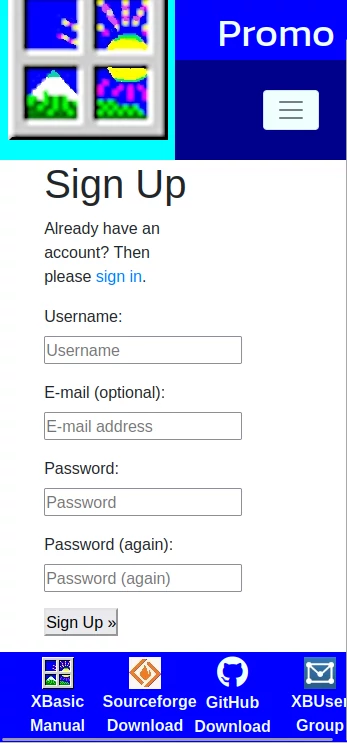 Promo
Sign Up
Already have an
account? Then
please sign in.
Username:
Username
E-mail (optional):
E-mail address
Password:
Password
Password (again):
Password (again)
Sign Up »
XBasic
Manual
Sourceforge
Download
GitHub
Download
XBUser
Group